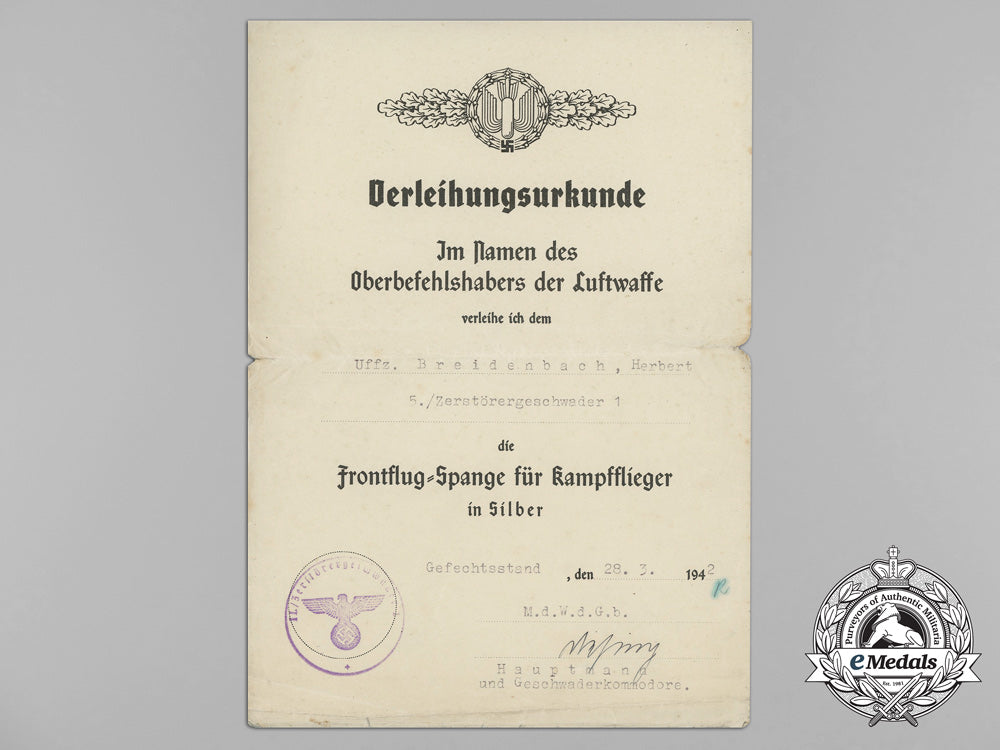 Verleihungsurkunde
Im Namen des
Oberbefehlshabers der Luftwaffe
verleihe ich dem
Uffz. Breidenbach, Herbert
5./Zerstörergeschwader 1
die
Frontflug=Spange für Kampfflieger
in Silber
Gefechtsstand, den 28. 3. 1942
M.d.W.d.G.b.
Hauptmann
und Geschwaderkommodore.
II./Zerstörergeschw.
Purveyors of Authentic Militaria
eMedals
Est. 1981